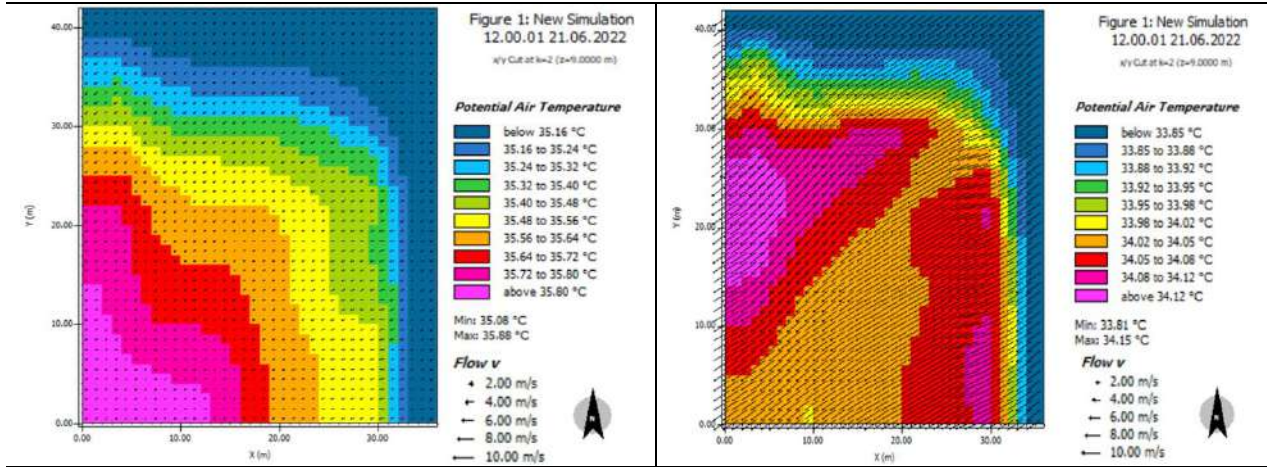 Figure 1: New Simulation
12.00.01 21.06.2022
x/y Cut at k=2 (z=9.0000 m)
Potential Air Temperature
below 35.16 °C
35.16 to 35.24 °C
35.24 to 35.32 °C
35.32 to 35.40 °C
35.40 to 35.48 °C
35.48 to 35.56 °C
35.56 to 35.64 °C
35.64 to 35.72 °C
35.72 to 35.80 °C
above 35.80 °C
Min: 35.08 °C
Max: 35.88 °C
Flow v
2.00 m/s
4.00 m/s
6.00 m/s
8.00 m/s
10.00 m/s
N
40.00
30.00
20.00
10.00
0.00
Y (m)
0.00 10.00 20.00 30.00
X (m)
Figure 1: New Simulation
12.00.01 21.06.2022
x/y Cut at k=2 (z=9.0000 m)
Potential Air Temperature
below 33.85 °C
33.85 to 33.88 °C
33.88 to 33.92 °C
33.92 to 33.95 °C
33.95 to 33.98 °C
33.98 to 34.02 °C
34.02 to 34.05 °C
34.05 to 34.08 °C
34.08 to 34.12 °C
above 34.12 °C
Min: 33.81 °C
Max: 34.15 °C
Flow v
2.00 m/s
4.00 m/s
6.00 m/s
8.00 m/s
10.00 m/s
N
40.00
30.00
20.00
10.00
0.00
Y (m)
0.00 10.00 20.00 30.00
X (m)